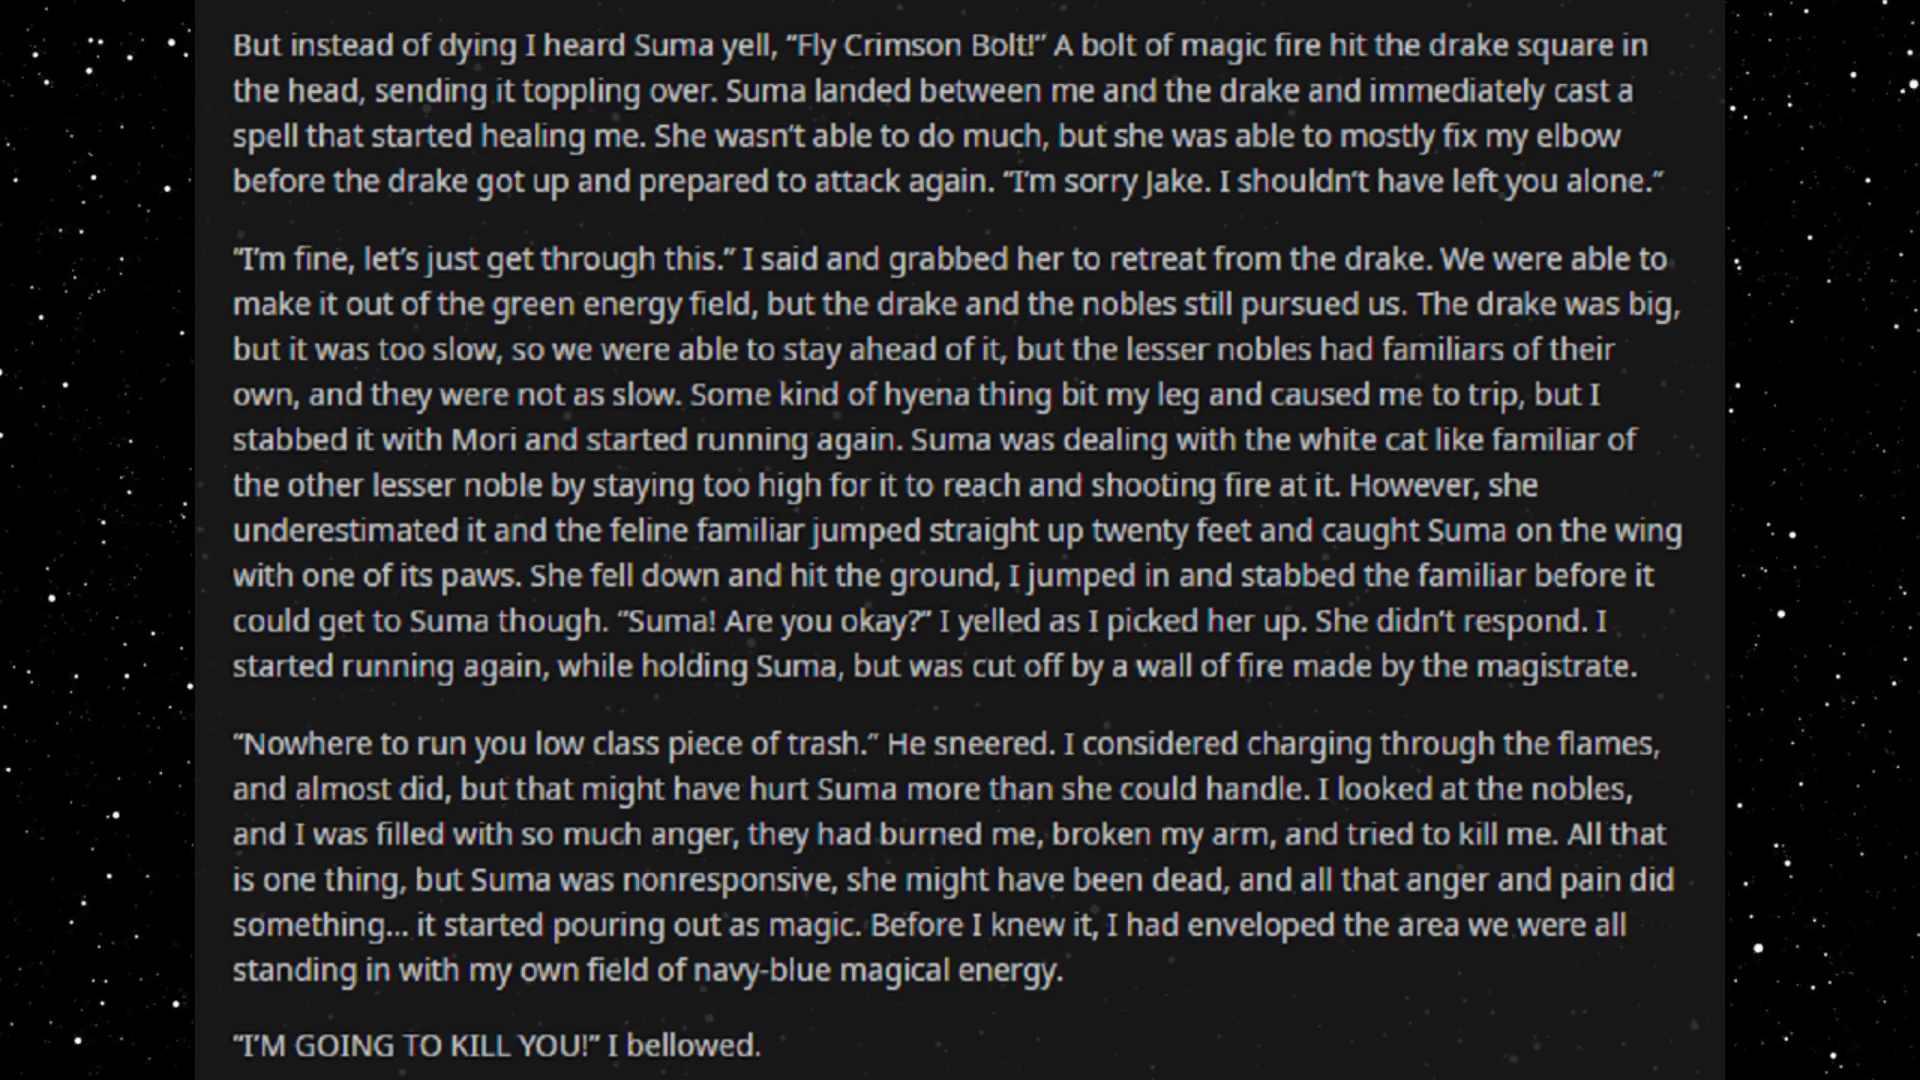 But instead of dying I heard Suma yell, “Fly Crimson Bolt!” A bolt of magic fire hit the drake square in
the head, sending it toppling over. Suma landed between me and the drake and immediately cast a
spell that started healing me. She wasn’t able to do much, but she was able to mostly fix my elbow
before the drake got up and prepared to attack again. “I’m sorry Jake. I shouldn’t have left you alone.”
“I’m fine, let’s just get through this.” I said and grabbed her to retreat from the drake. We were able to
make it out of the green energy field, but the drake and the nobles still pursued us. The drake was big,
but it was too slow, so we were able to stay ahead of it, but the lesser nobles had familiars of their
own, and they were not as slow. Some kind of hyena thing bit my leg and caused me to trip, but I
stabbed it with Mori and started running again. Suma was dealing with the white cat like familiar of
the other lesser noble by staying too high for it to reach and shooting fire at it. However, she
underestimated it and the feline familiar jumped straight up twenty feet and caught Suma on the wing
with one of its paws. She fell down and hit the ground, I jumped in and stabbed the familiar before it
could get to Suma though. “Suma! Are you okay?” I yelled as I picked her up. She didn’t respond. I
started running again, while holding Suma, but was cut off by a wall of fire made by the magistrate.
“Nowhere to run you low class piece of trash.” He sneered. I considered charging through the flames,
and almost did, but that might have hurt Suma more than she could handle. I looked at the nobles,
and I was filled with so much anger, they had burned me, broken my arm, and tried to kill me. All that
is one thing, but Suma was nonresponsive, she might have been dead, and all that anger and pain did
something... it started pouring out as magic. Before I knew it, I had enveloped the area we were all
standing in with my own field of navy-blue magical energy.
“I’M GOING TO KILL YOU!” I bellowed.